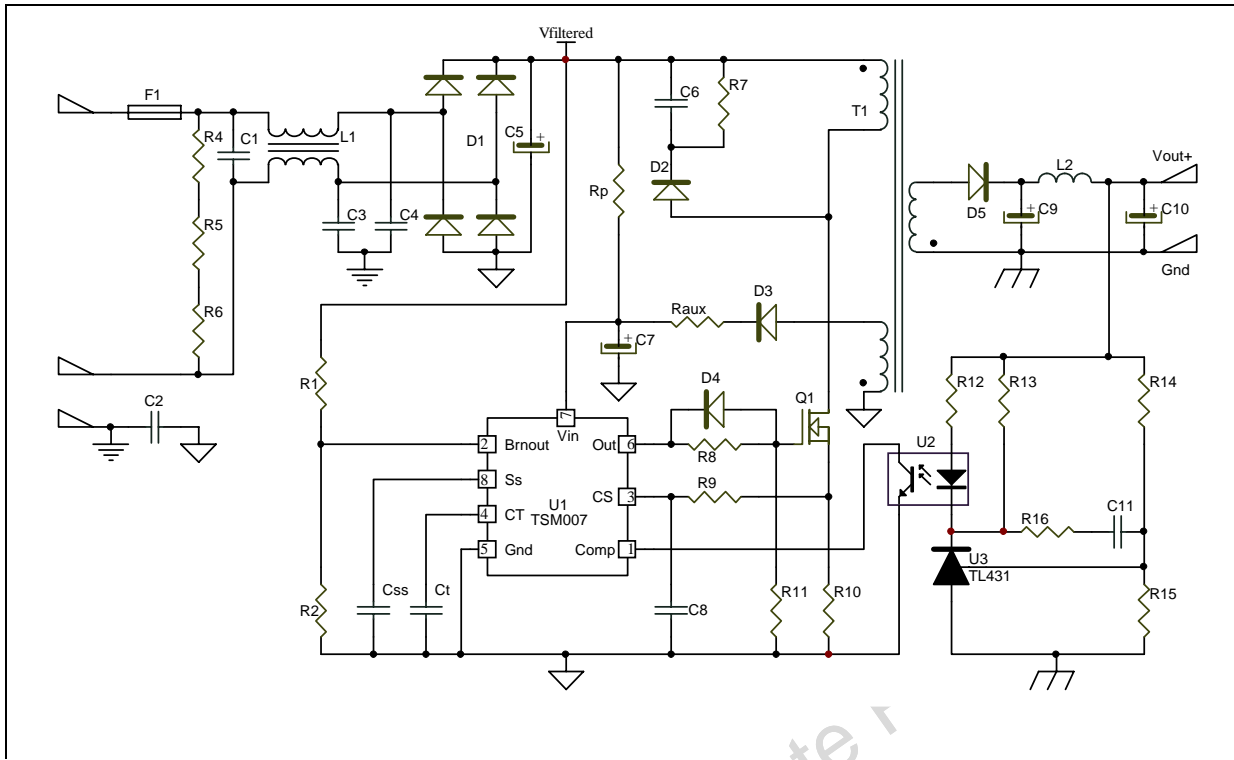 Vfiltered
F1
R4
C1
L1
D1
C5
+
C6
R7
T1
D2
Rp
R5
C3
C4
L2
Vout+
D5
+
C9
+
C10
Gnd
R6
Raux
D3
+
C7
R1
D4
Q1
R12
R13
R14
C2
7
Vin
2
Brnout
Out
6
R8
U2
8
Ss
CS
3
R9
U1
TSM007
4
CT
R16
C11
5
Gnd
Comp
1
U3
TL431
R2
Css
Ct
C8
R11
R10
R15